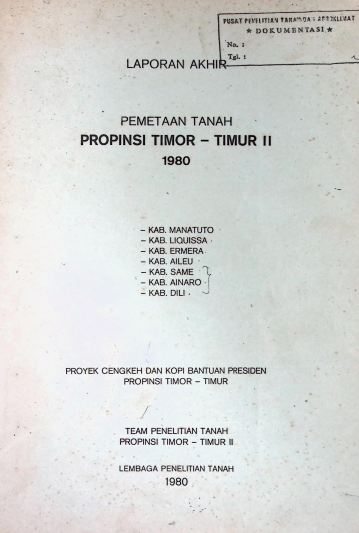 PUSAT PENELITIAN TANAH DAN AGROKLIMAT
★ DOKUMENTASI ★
No. :
Tgl. :
LAPORAN AKHIR
PEMETAAN TANAH
PROPINSI TIMOR – TIMUR II
1980
– KAB. MANATUTO
– KAB. LIQUISSA
– KAB. ERMERA
– KAB. AILEU
– KAB. SAME
– KAB. AINARO
– KAB. DILI
PROYEK CENGKEH DAN KOPI BANTUAN PRESIDEN
PROPINSI TIMOR – TIMUR
TEAM PENELITIAN TANAH
PROPINSI TIMOR – TIMUR II
LEMBAGA PENELITIAN TANAH
1980